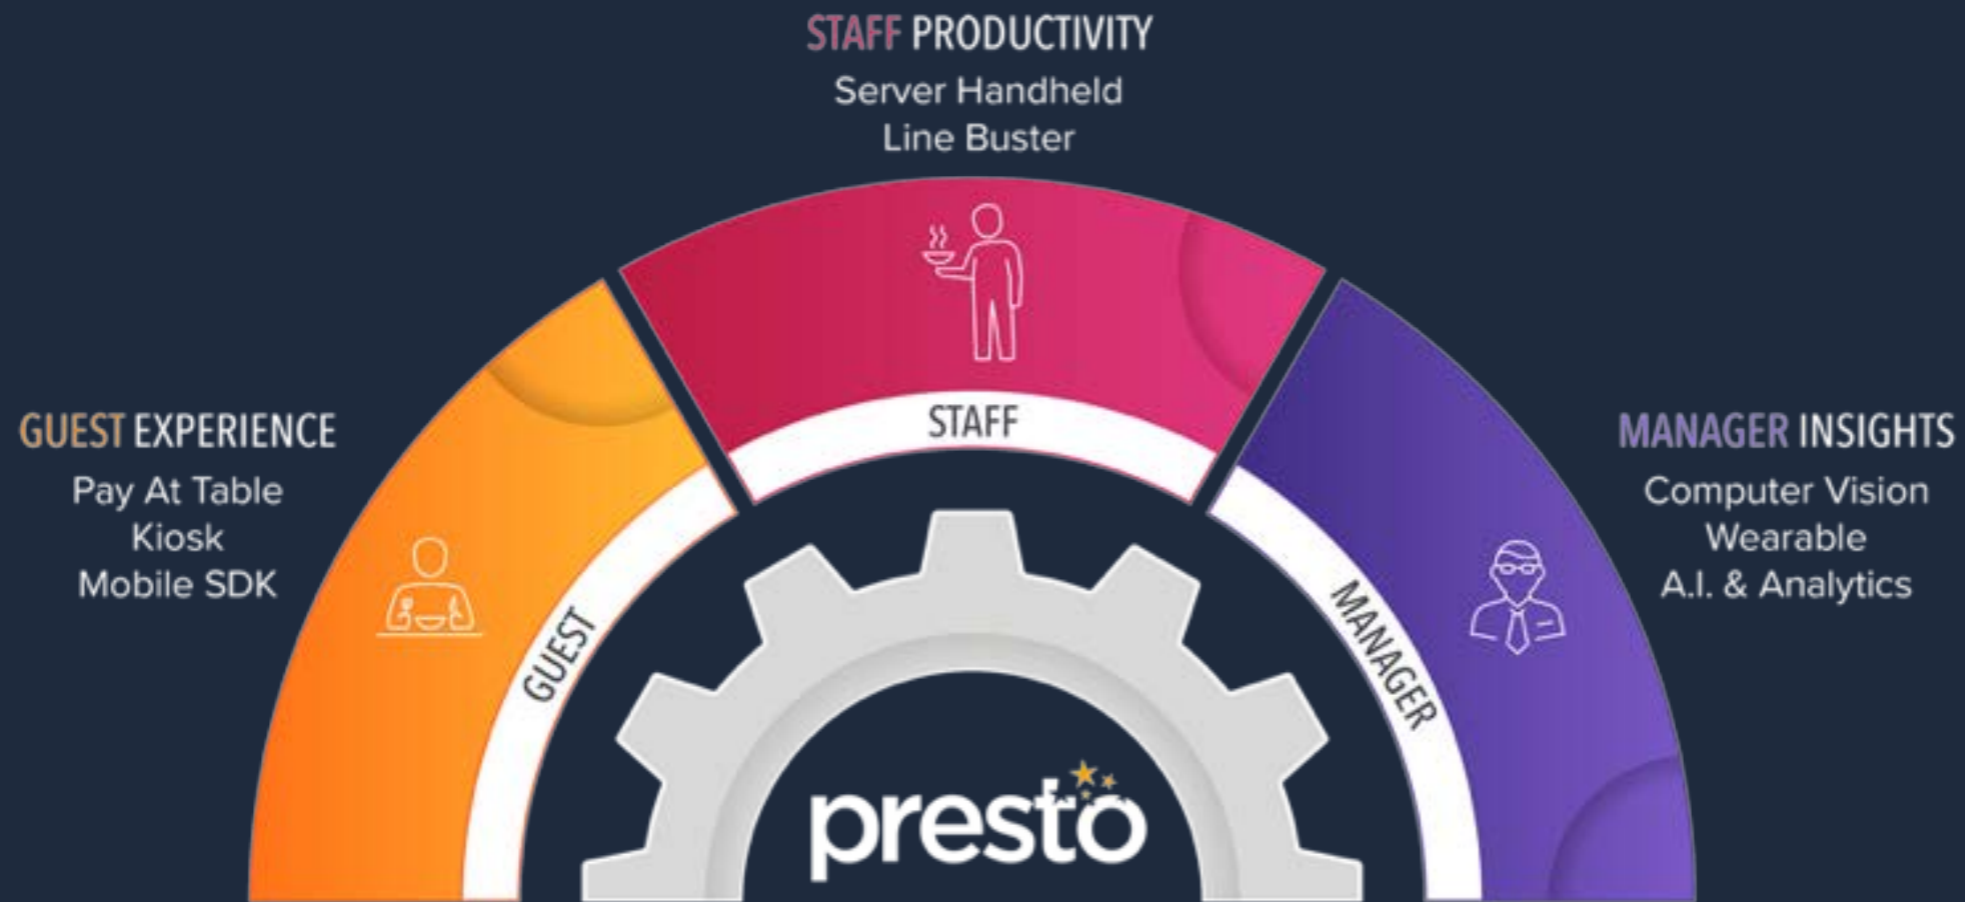 STAFF PRODUCTIVITY
Server Handheld
Line Buster
GUEST EXPERIENCE
Pay At Table
Kiosk
Mobile SDK
MANAGER INSIGHTS
Computer Vision
Wearable
A.I. & Analytics
STAFF
GUEST
MANAGER
presto